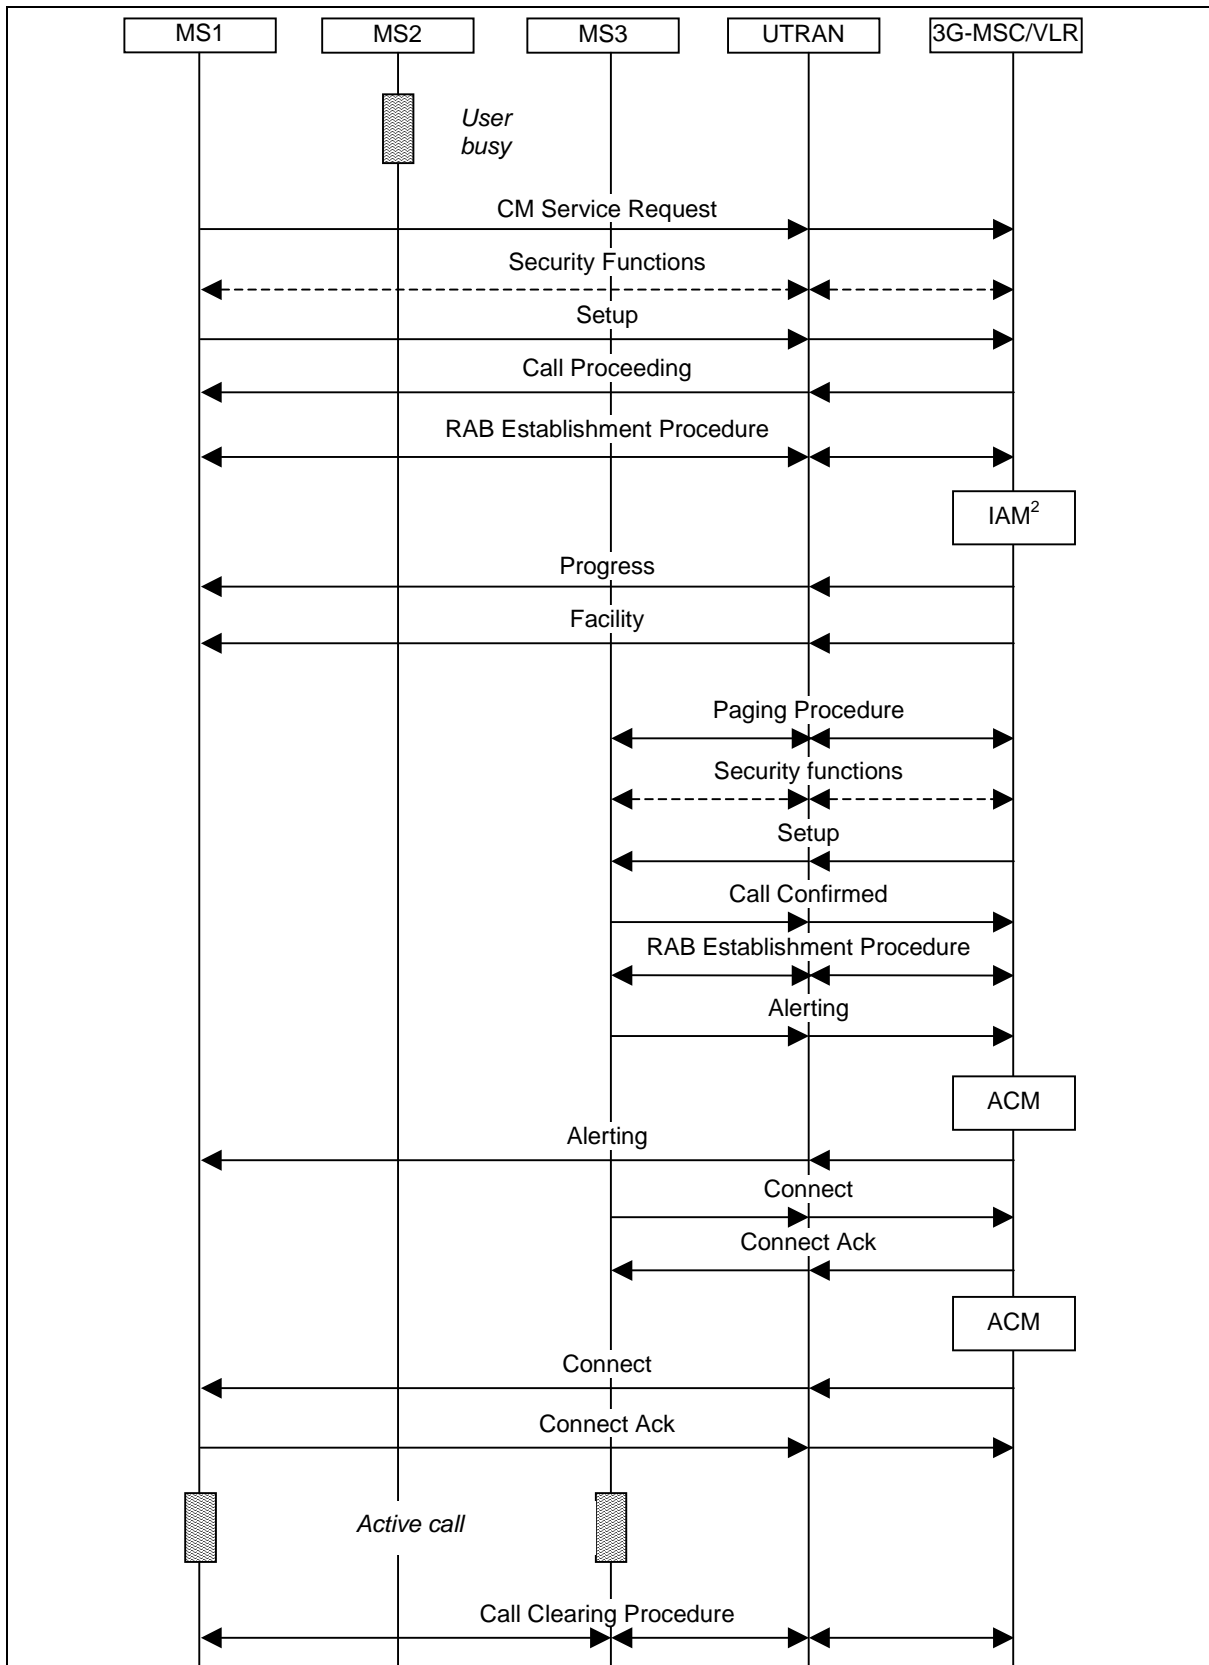 MS1
MS2
MS3
UTRAN
3G-MSC/VLR
User
busy
CM Service Request
Security Functions
Setup
Call Proceeding
RAB Establishment Procedure
IAM²
Progress
Facility
Paging Procedure
Security functions
Setup
Call Confirmed
RAB Establishment Procedure
Alerting
ACM
Alerting
Connect
Connect Ack
ACM
Connect
Connect Ack
Active call
Call Clearing Procedure